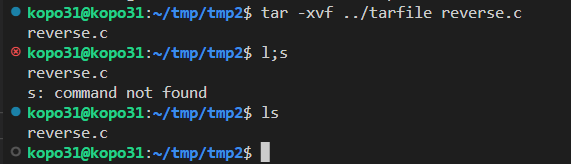 kopo31@kopo31:~/tmp/tmp2$ tar -xvf ../tarfile reverse.c
reverse.c
kopo31@kopo31:~/tmp/tmp2$ l;s
reverse.c
s: command not found
kopo31@kopo31:~/tmp/tmp2$ ls
reverse.c
kopo31@kopo31:~/tmp/tmp2$